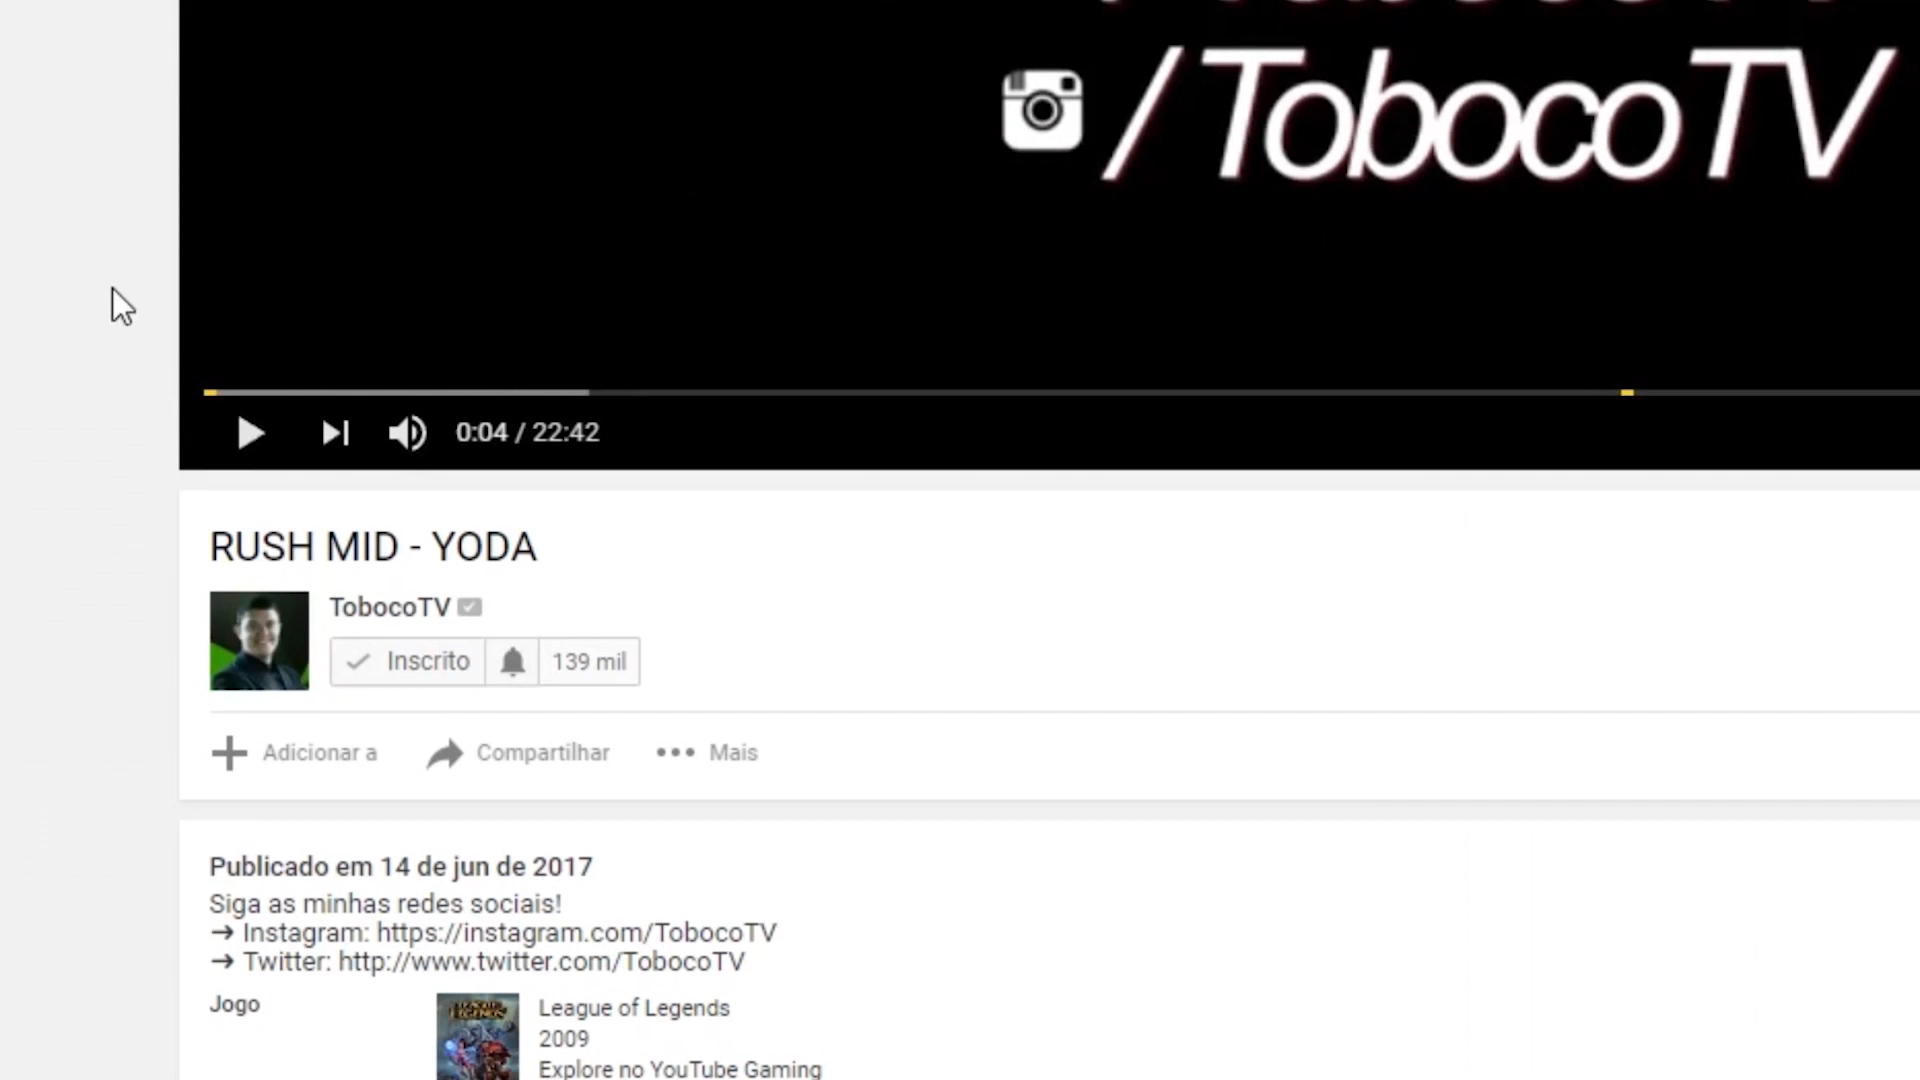 /TobocoTV
0:04 / 22:42
RUSH MID - YODA
TobocoTV
Inscrito
139 mil
Adicionar a
Compartilhar
Mais
Publicado em 14 de jun de 2017
Siga as minhas redes sociais!
→ Instagram: https://instagram.com/TobocoTV
→ Twitter: http://www.twitter.com/TobocoTV
Jogo
League of Legends
2009
Explore no YouTube Gaming